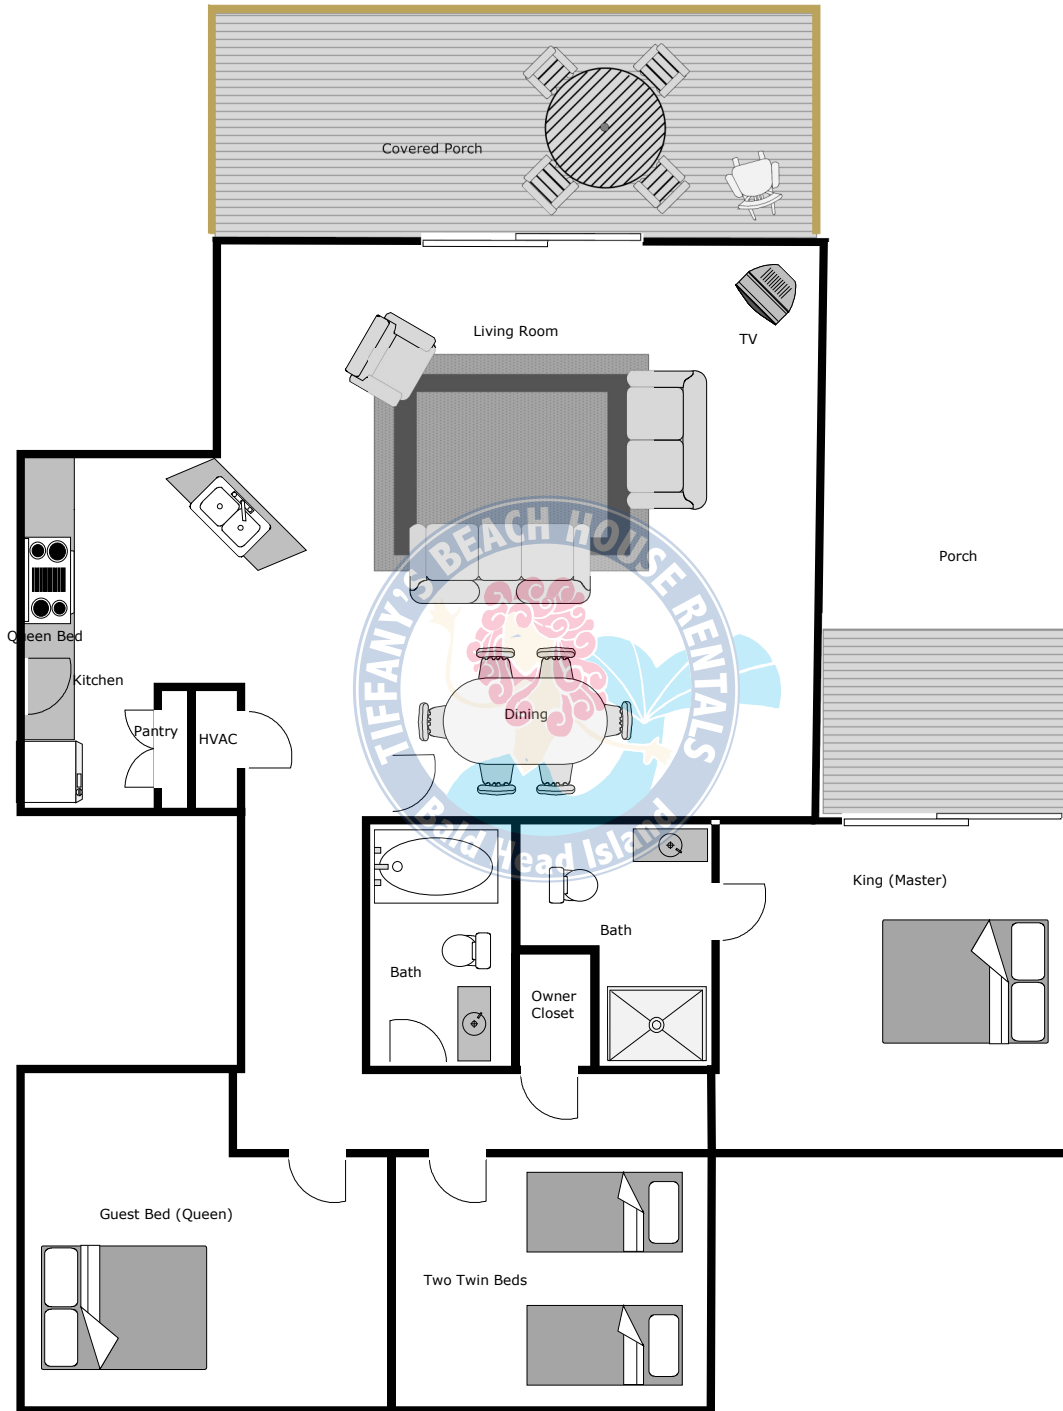 Covered Porch
Living Room
TV
Porch
Queen Bed
Kitchen
Pantry
HVAC
Dining
TIFFANY'S BEACH HOUSE RENTALS
Bald Head Island
King (Master)
Bath
Bath
Owner
Closet
Guest Bed (Queen)
Two Twin Beds